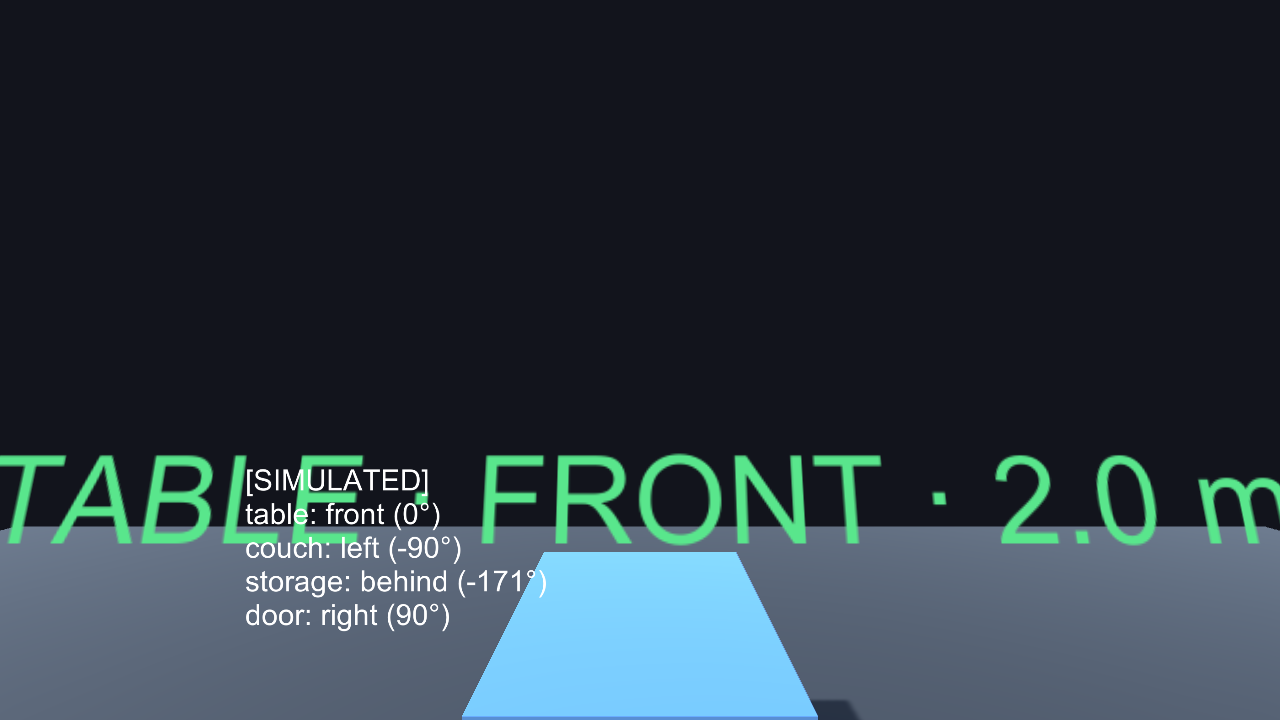 TABLE · FRONT · 2.0 m
[SIMULATED]
table: front (0°)
couch: left (-90°)
storage: behind (-171°)
door: right (90°)